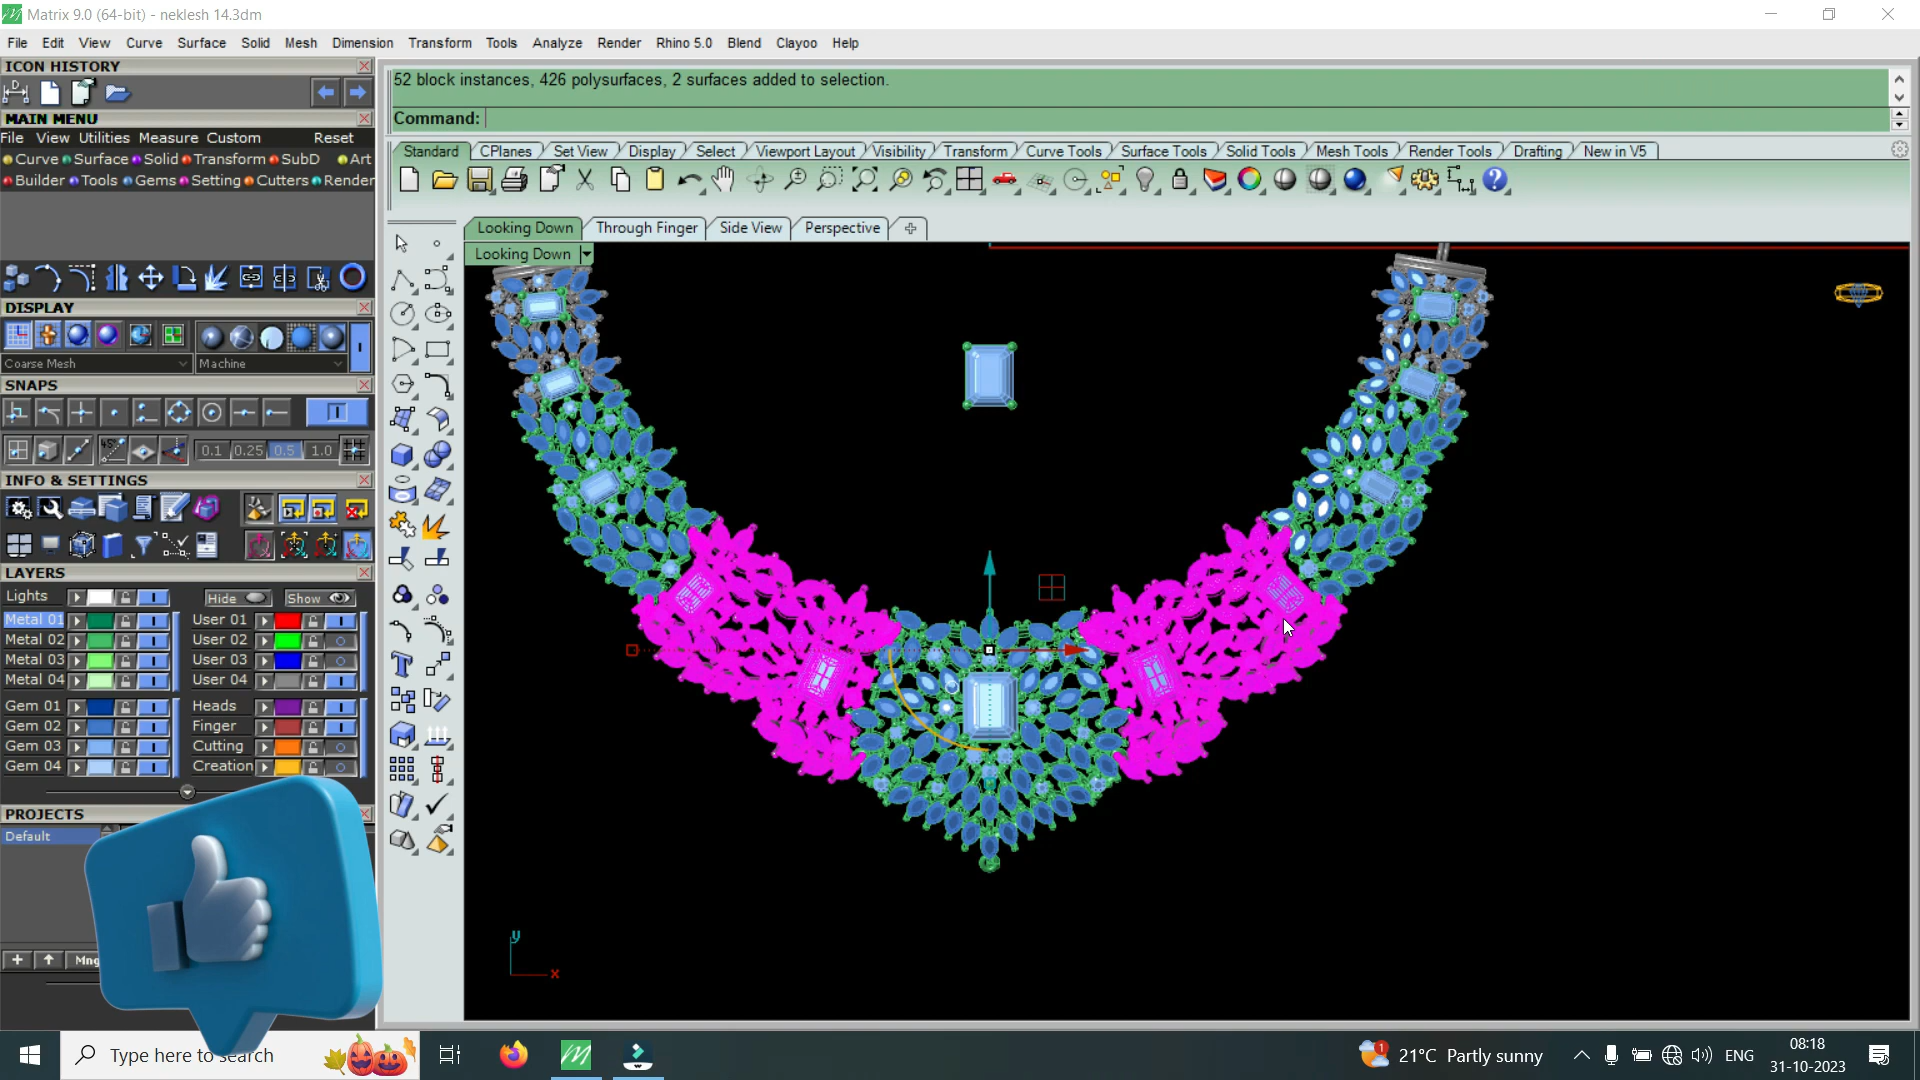 Matrix 9.0 (64-bit) - neklesh 14.3dm
File Edit View Curve Surface Solid Mesh Dimension Transform Tools Analyze Render Rhino 5.0 Blend Clayoo Help
ICON HISTORY
52 block instances, 426 polysurfaces, 2 surfaces added to selection.
Command:
MAIN MENU
File View Utilities Measure Custom Reset
Curve Surface Solid Transform SubD Art
Builder Tools Gems Setting Cutters Render
Standard CPlanes Set View Display Select Viewport Layout Visibility Transform Curve Tools Surface Tools Solid Tools Mesh Tools Render Tools Drafting New in V5
Looking Down Through Finger Side View Perspective
Looking Down
DISPLAY
Coarse Mesh Machine
SNAPS
0.1 0.25 0.5 1.0
INFO & SETTINGS
LAYERS
Lights Hide Show
Metal 01 User 01
Metal 02 User 02
Metal 03 User 03
Metal 04 User 04
Gem 01 Heads
Gem 02 Finger
Gem 03 Cutting
Gem 04 Creation
PROJECTS
Default
Mng
y
x
Type here to search
1
21°C Partly sunny
ENG
08:18
31-10-2023